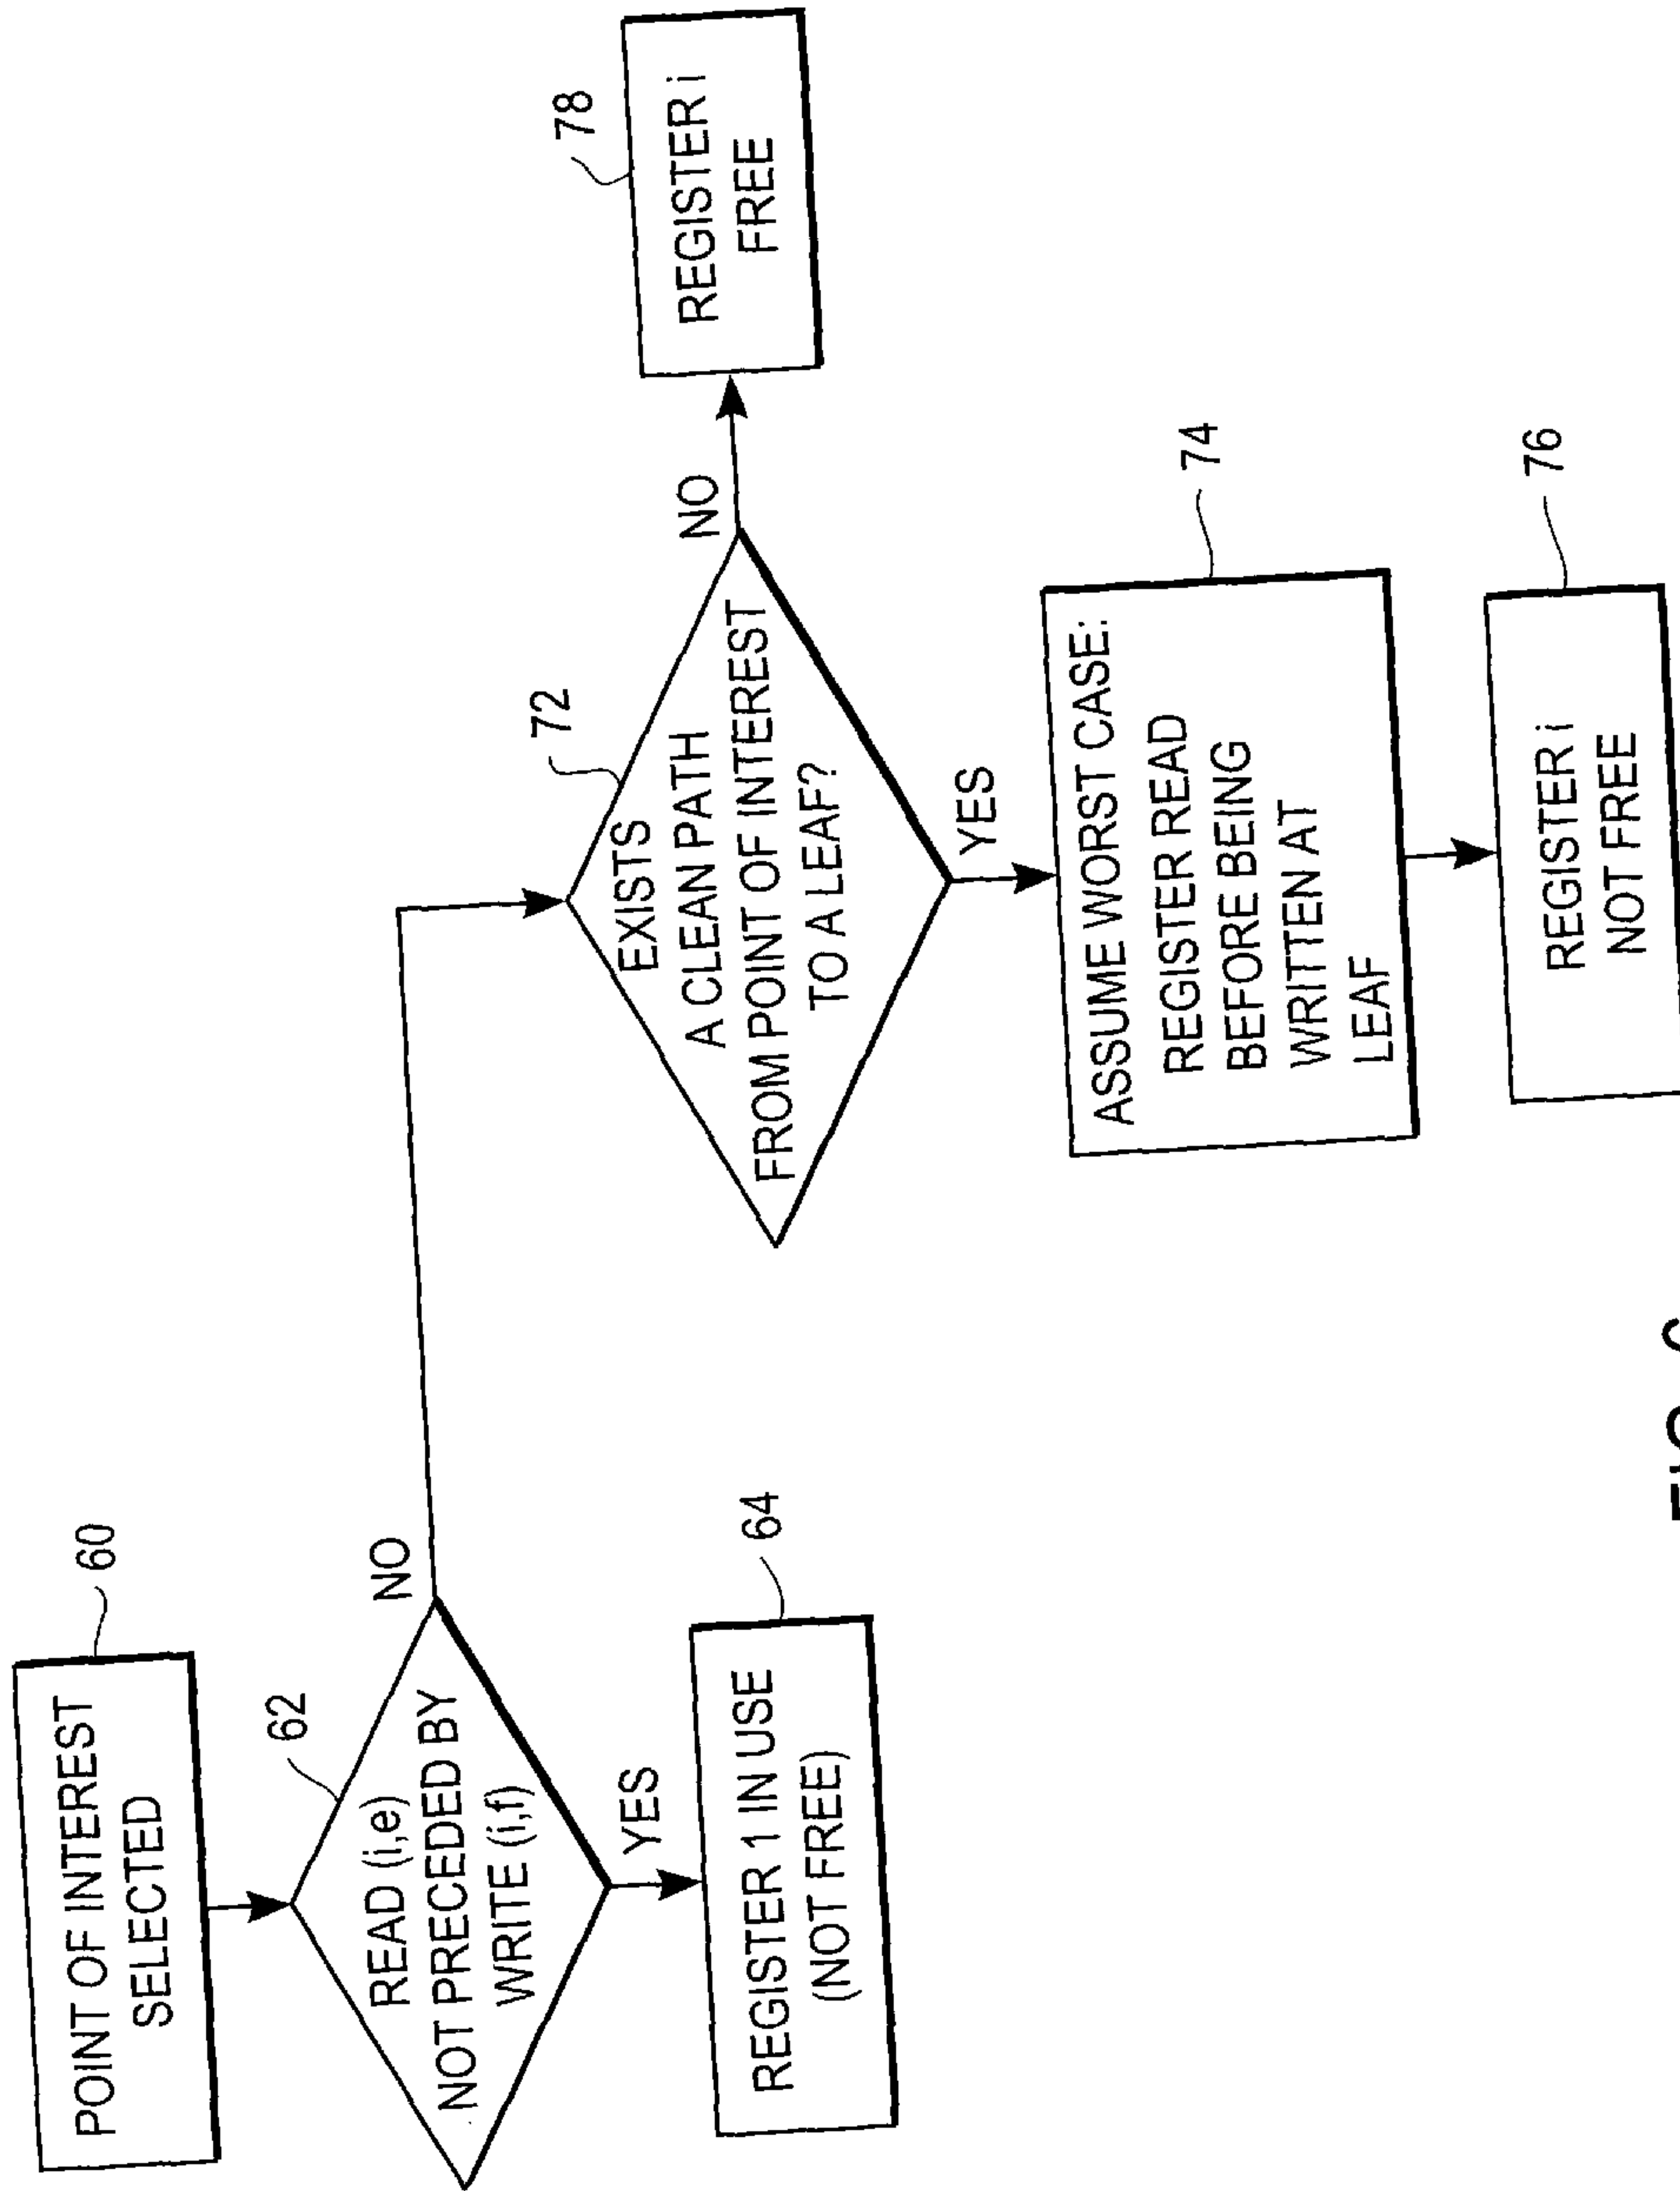 POINT OF INTEREST
SELECTED
60
62
READ (i,e)
NOT PRECEDED BY
WRITE (i,f)
NO
YES
REGISTER 1 IN USE
(NOT FREE)
64
72
EXISTS
A CLEAN PATH
FROM POINT OF INTEREST
TO A LEAF?
NO
REGISTER i
FREE
78
YES
ASSUME WORST CASE:
REGISTER READ
BEFORE BEING
WRITTEN AT
LEAF
74
REGISTER i
NOT FREE
76